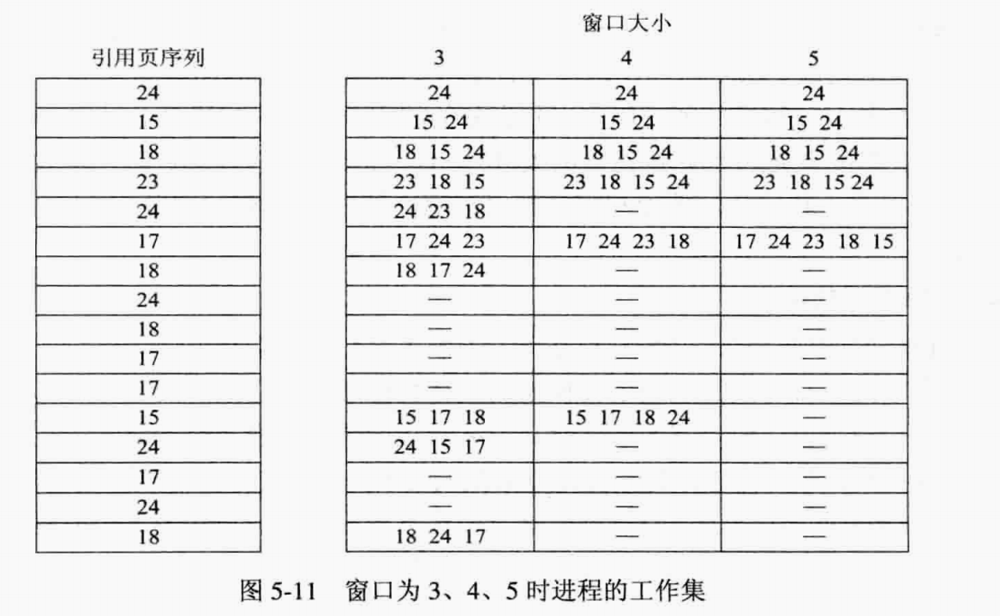 窗口大小
引用页序列 3 4 5
24 24 24 24
15 15 24 15 24 15 24
18 18 15 24 18 15 24 18 15 24
23 23 18 15 23 18 15 24 23 18 15 24
24 24 23 18 — —
17 17 24 23 17 24 23 18 17 24 23 18 15
18 18 17 24 — —
24 — — —
18 — — —
17 — — —
17 — — —
15 15 17 18 15 17 18 24 —
24 24 15 17 — —
17 — — —
24 — — —
18 18 24 17 — —
图 5-11 窗口为 3、4、5 时进程的工作集